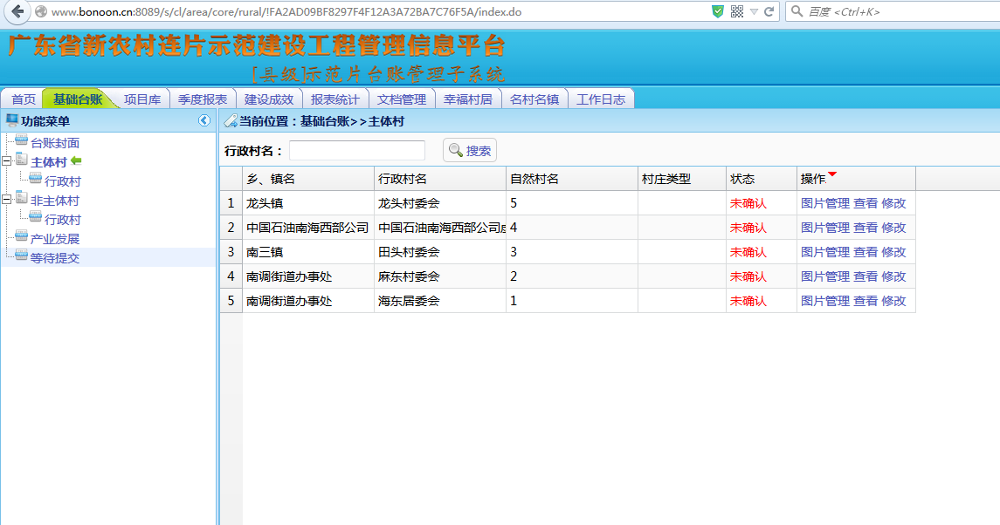 www.bonoon.cn:8089/s/cl/area/core/rural/!FA2AD09BF8297F4F12A3A72BA7C76F5A/index.do
百度 <Ctrl+K>
广东省新农村连片示范建设工程管理信息平台
[县级]示范片台账管理子系统
首页 基础台账 项目库 季度报表 建设成效 报表统计 文档管理 幸福村居 名村名镇 工作日志
功能菜单
台账封面
主体村
行政村
非主体村
行政村
产业发展
等待提交
当前位置：基础台账>>主体村
行政村名： 搜索
乡、镇名 行政村名 自然村名 村庄类型 状态 操作
1 龙头镇 龙头村委会 5 未确认 图片管理 查看 修改
2 中国石油南海西部公司 中国石油南海西部公司 4 未确认 图片管理 查看 修改
3 南三镇 田头村委会 3 未确认 图片管理 查看 修改
4 南调街道办事处 麻东村委会 2 未确认 图片管理 查看 修改
5 南调街道办事处 海东居委会 1 未确认 图片管理 查看 修改